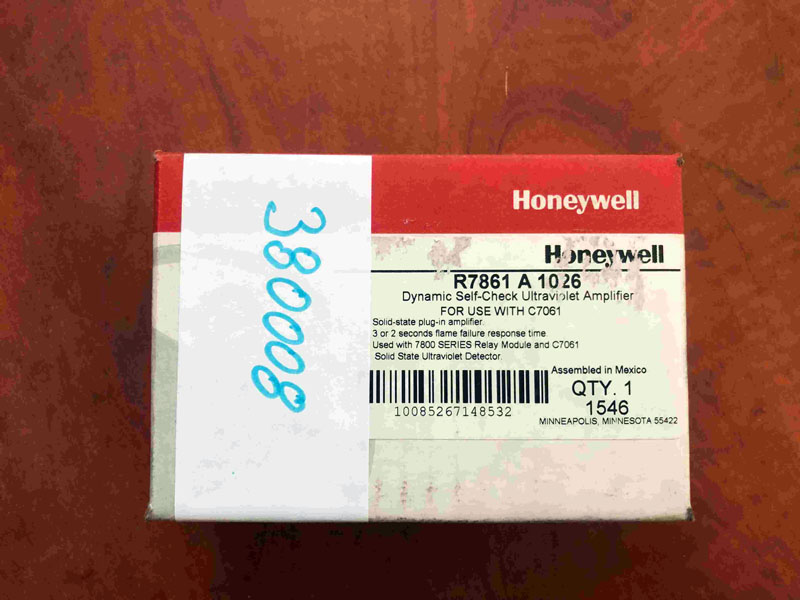 Honeywell
Honeywell
R7861 A 1026
Dynamic Self-Check Ultraviolet Amplifier
FOR USE WITH C7061
Solid-state plug-in amplifier.
3 or 2 seconds flame failure response time.
Used with 7800 SERIES Relay Module and C7061
Solid State Ultraviolet Detector.
Assembled in Mexico
QTY. 1
1546
10085267148532
MINNEAPOLIS, MINNESOTA 55422
380008